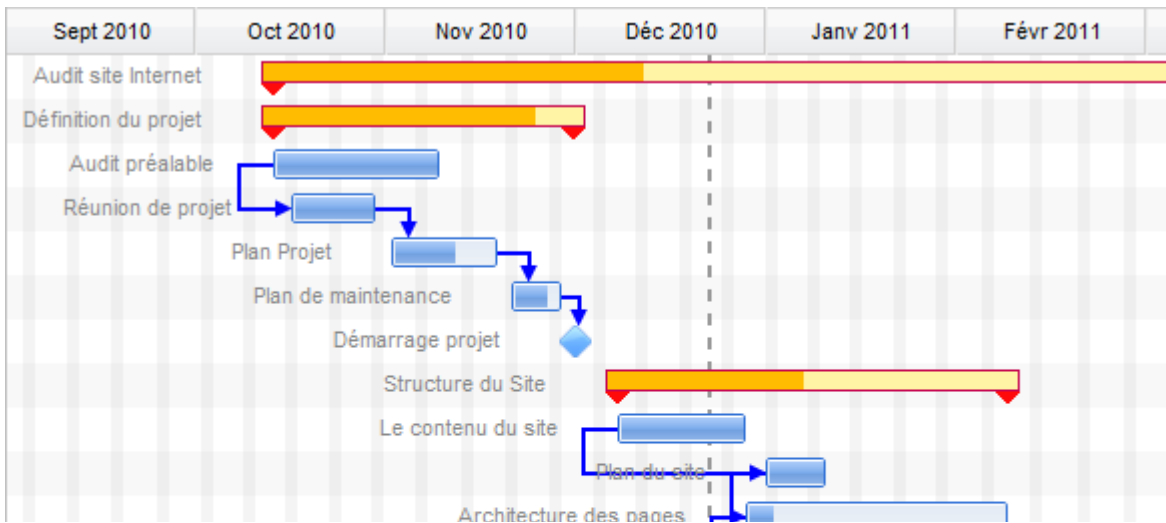 Sept 2010 Oct 2010 Nov 2010 Déc 2010 Janv 2011 Févr 2011
Audit site Internet
Définition du projet
Audit préalable
Réunion de projet
Plan Projet
Plan de maintenance
Démarrage projet
Structure du Site
Le contenu du site
Plan du site
Architecture des pages